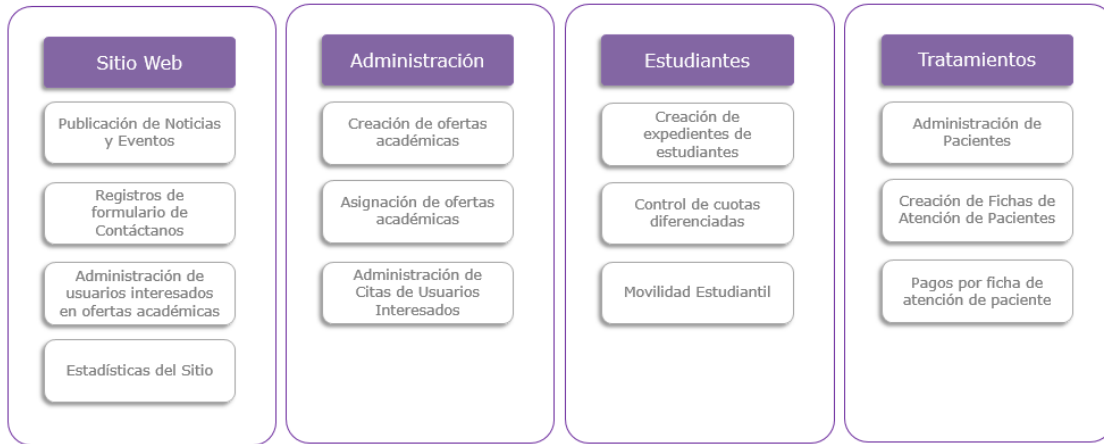 Sitio Web
Publicación de Noticias
y Eventos
Registros de
formulario de
Contáctanos
Administración de
usuarios interesados
en ofertas académicas
Estadísticas del Sitio
Administración
Creación de ofertas
académicas
Asignación de ofertas
académicas
Administración de
Citas de Usuarios
Interesados
Estudiantes
Creación de
expedientes de
estudiantes
Control de cuotas
diferenciadas
Movilidad Estudiantil
Tratamientos
Administración de
Pacientes
Creación de Fichas de
Atención de Pacientes
Pagos por ficha de
atención de paciente